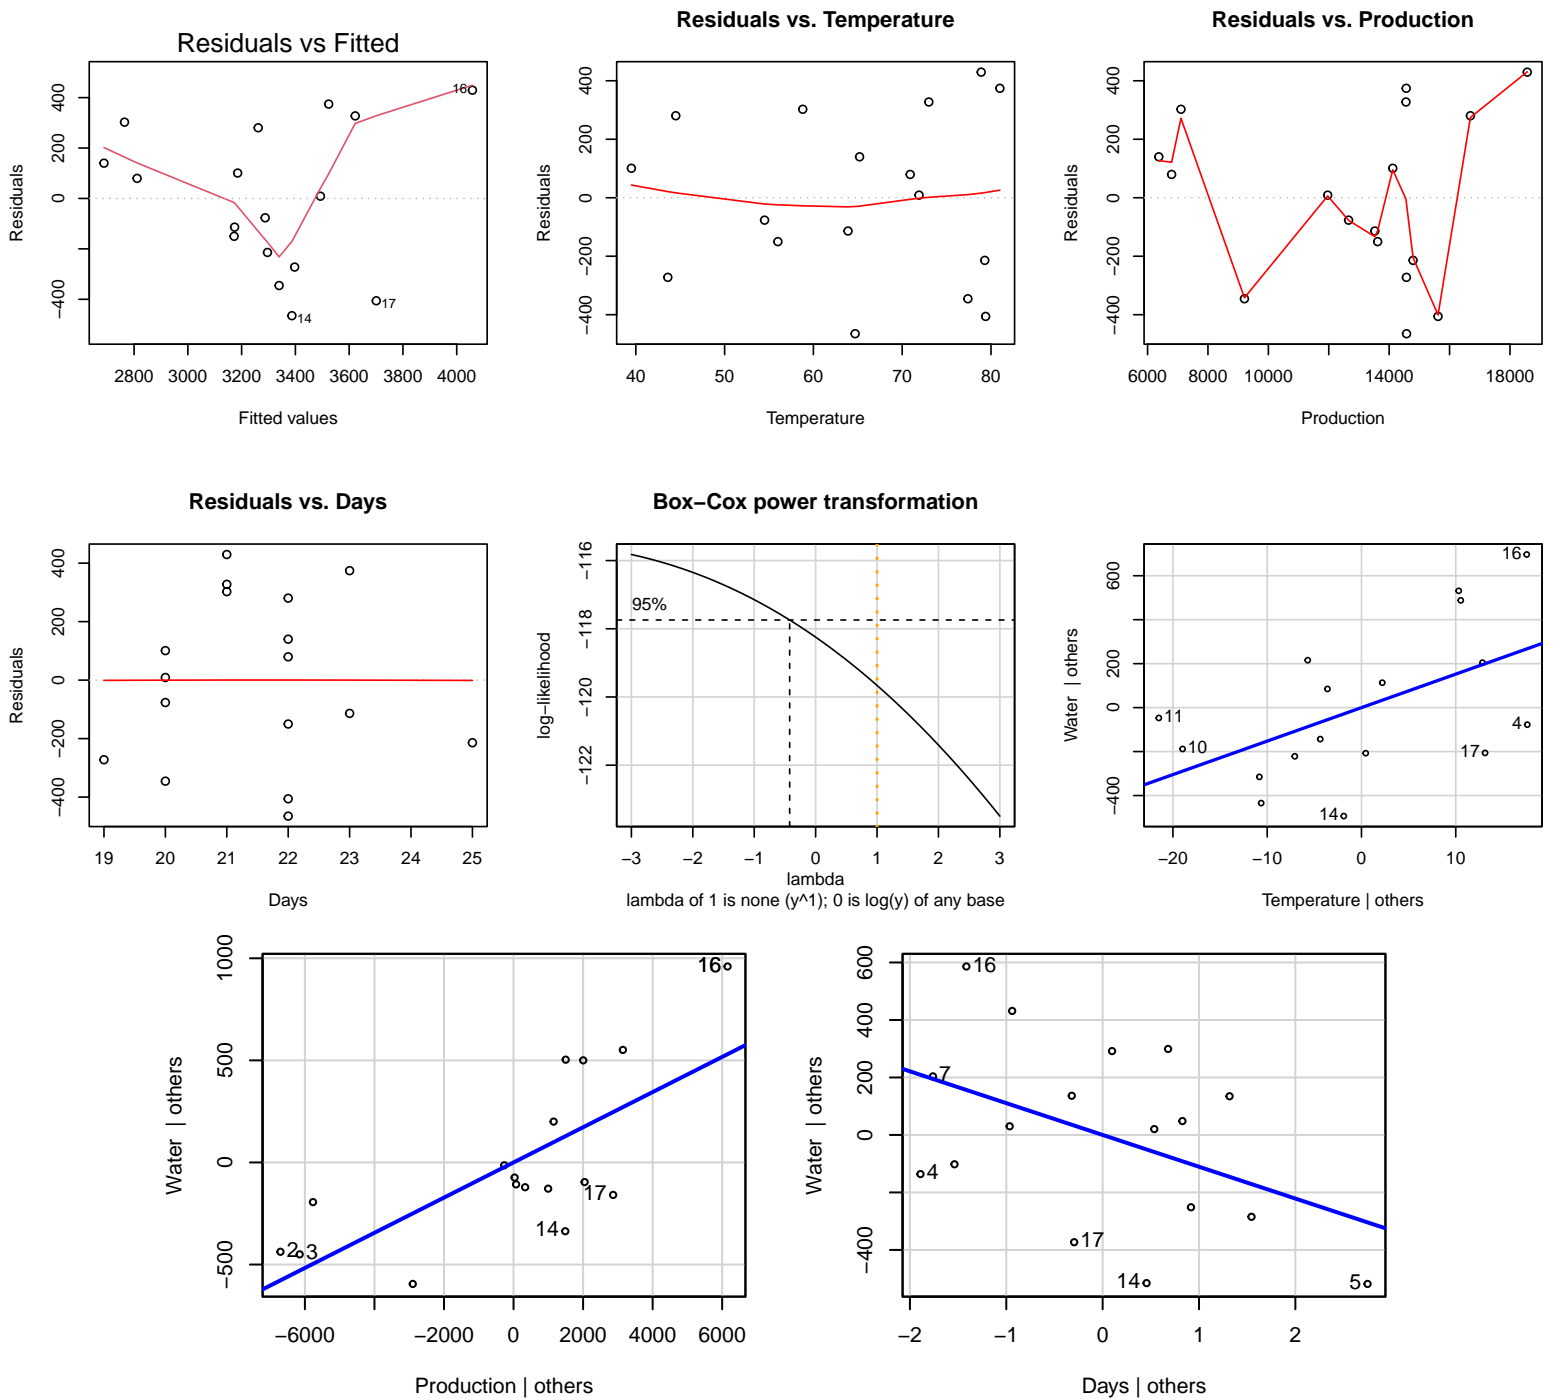 Residuals vs Fitted
Residuals
400
200
0
−400
16
14
17
2800 3000 3200 3400 3600 3800 4000
Fitted values
Residuals vs. Temperature
Residuals
400
200
0
−200
−400
40 50 60 70 80
Temperature
Residuals vs. Production
Residuals
400
200
0
−200
−400
6000 8000 10000 14000 18000
Production
Residuals vs. Days
Residuals
400
200
0
−200
−400
19 20 21 22 23 24 25
Days
Box−Cox power transformation
log−likelihood
−116
−118
−120
−122
95%
−3 −2 −1 0 1 2 3
lambda
lambda of 1 is none (y^1); 0 is log(y) of any base
Water | others
600
200
0
−400
16
11
10
4
17
14
−20 −10 0 10
Temperature | others
Water | others
1000
500
0
−500
16
17
14
2
3
−6000 −2000 0 2000 4000 6000
Production | others
Water | others
600
400
200
0
−400
16
7
4
17
14
5
−2 −1 0 1 2
Days | others